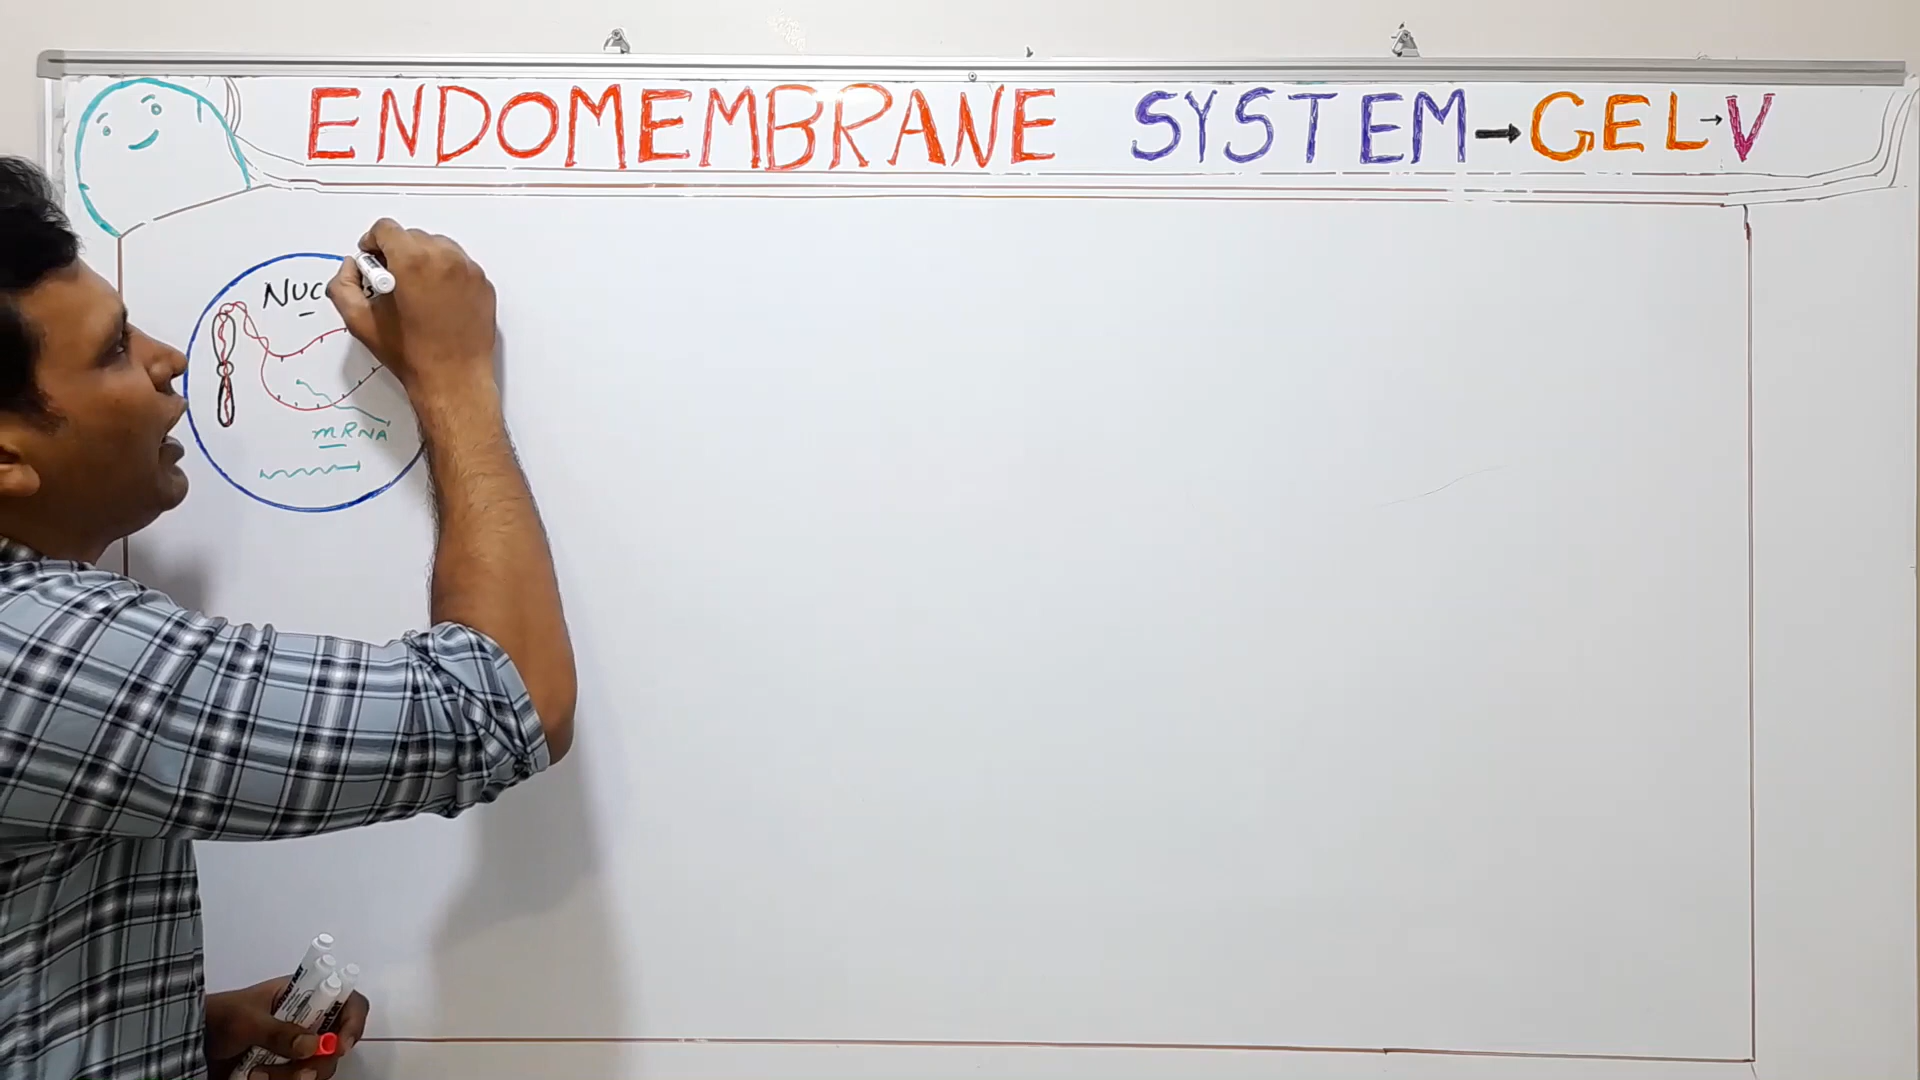 ENDOMEMBRANE SYSTEM → GEL → V
mRNA